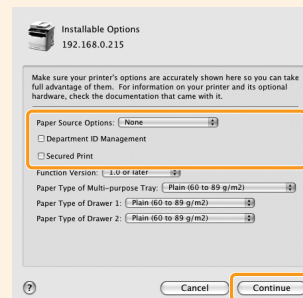 Installable Options
192.168.0.215
Make sure your printer's options are accurately shown here so you can take
full advantage of them. For information on your printer and its optional
hardware, check the documentation that came with it.
Paper Source Options: None
Department ID Management
Secured Print
Function Version: 1.0 or later
Paper Type of Multi-purpose Tray: Plain (60 to 89 g/m2)
Paper Type of Drawer 1: Plain (60 to 89 g/m2)
Paper Type of Drawer 2: Plain (60 to 89 g/m2)
? Cancel Continue